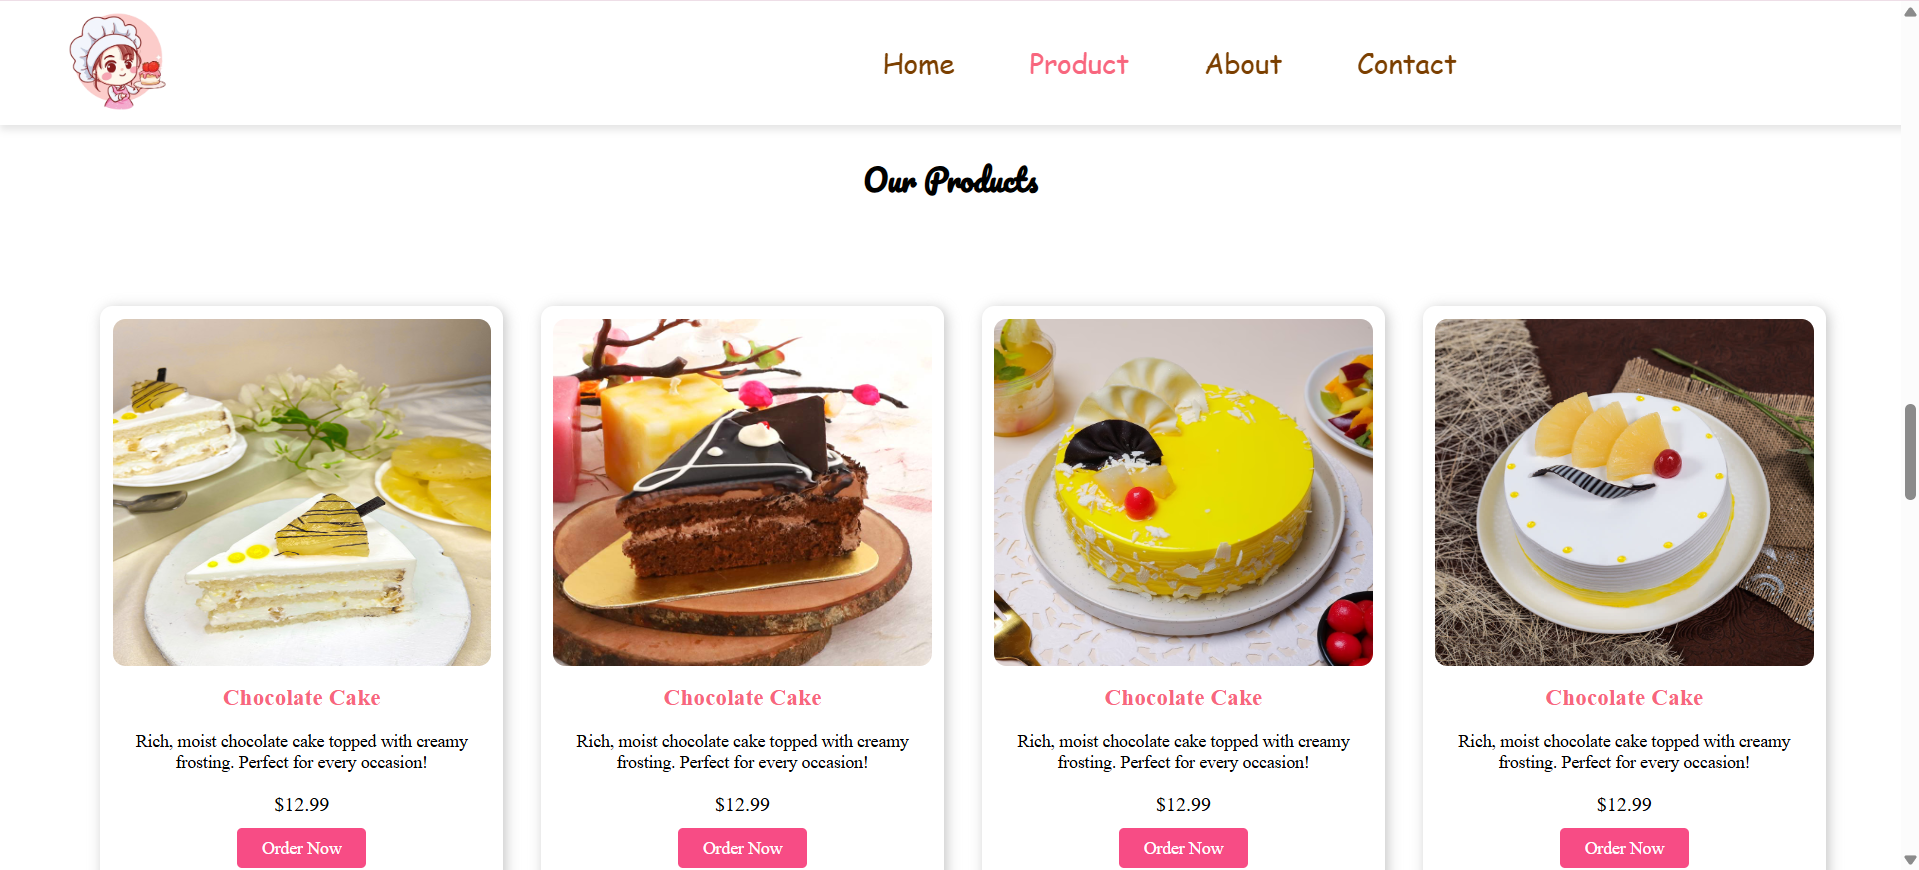 Home Product About Contact
Our Products
Chocolate Cake
Rich, moist chocolate cake topped with creamy
frosting. Perfect for every occasion!
$12.99
Order Now
Chocolate Cake
Rich, moist chocolate cake topped with creamy
frosting. Perfect for every occasion!
$12.99
Order Now
Chocolate Cake
Rich, moist chocolate cake topped with creamy
frosting. Perfect for every occasion!
$12.99
Order Now
Chocolate Cake
Rich, moist chocolate cake topped with creamy
frosting. Perfect for every occasion!
$12.99
Order Now